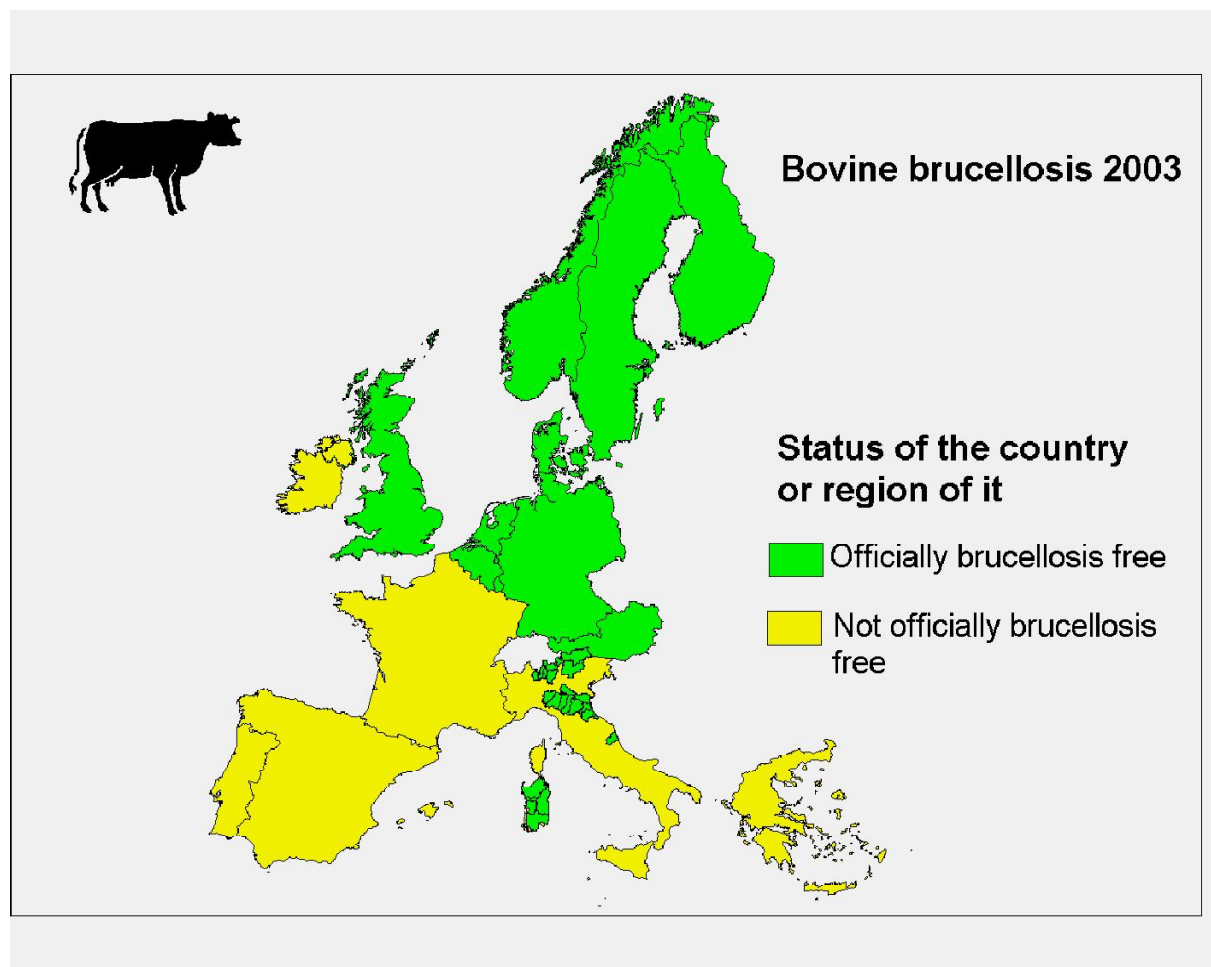 Bovine brucellosis 2003
Status of the country
or region of it
Officially brucellosis free
Not officially brucellosis
free